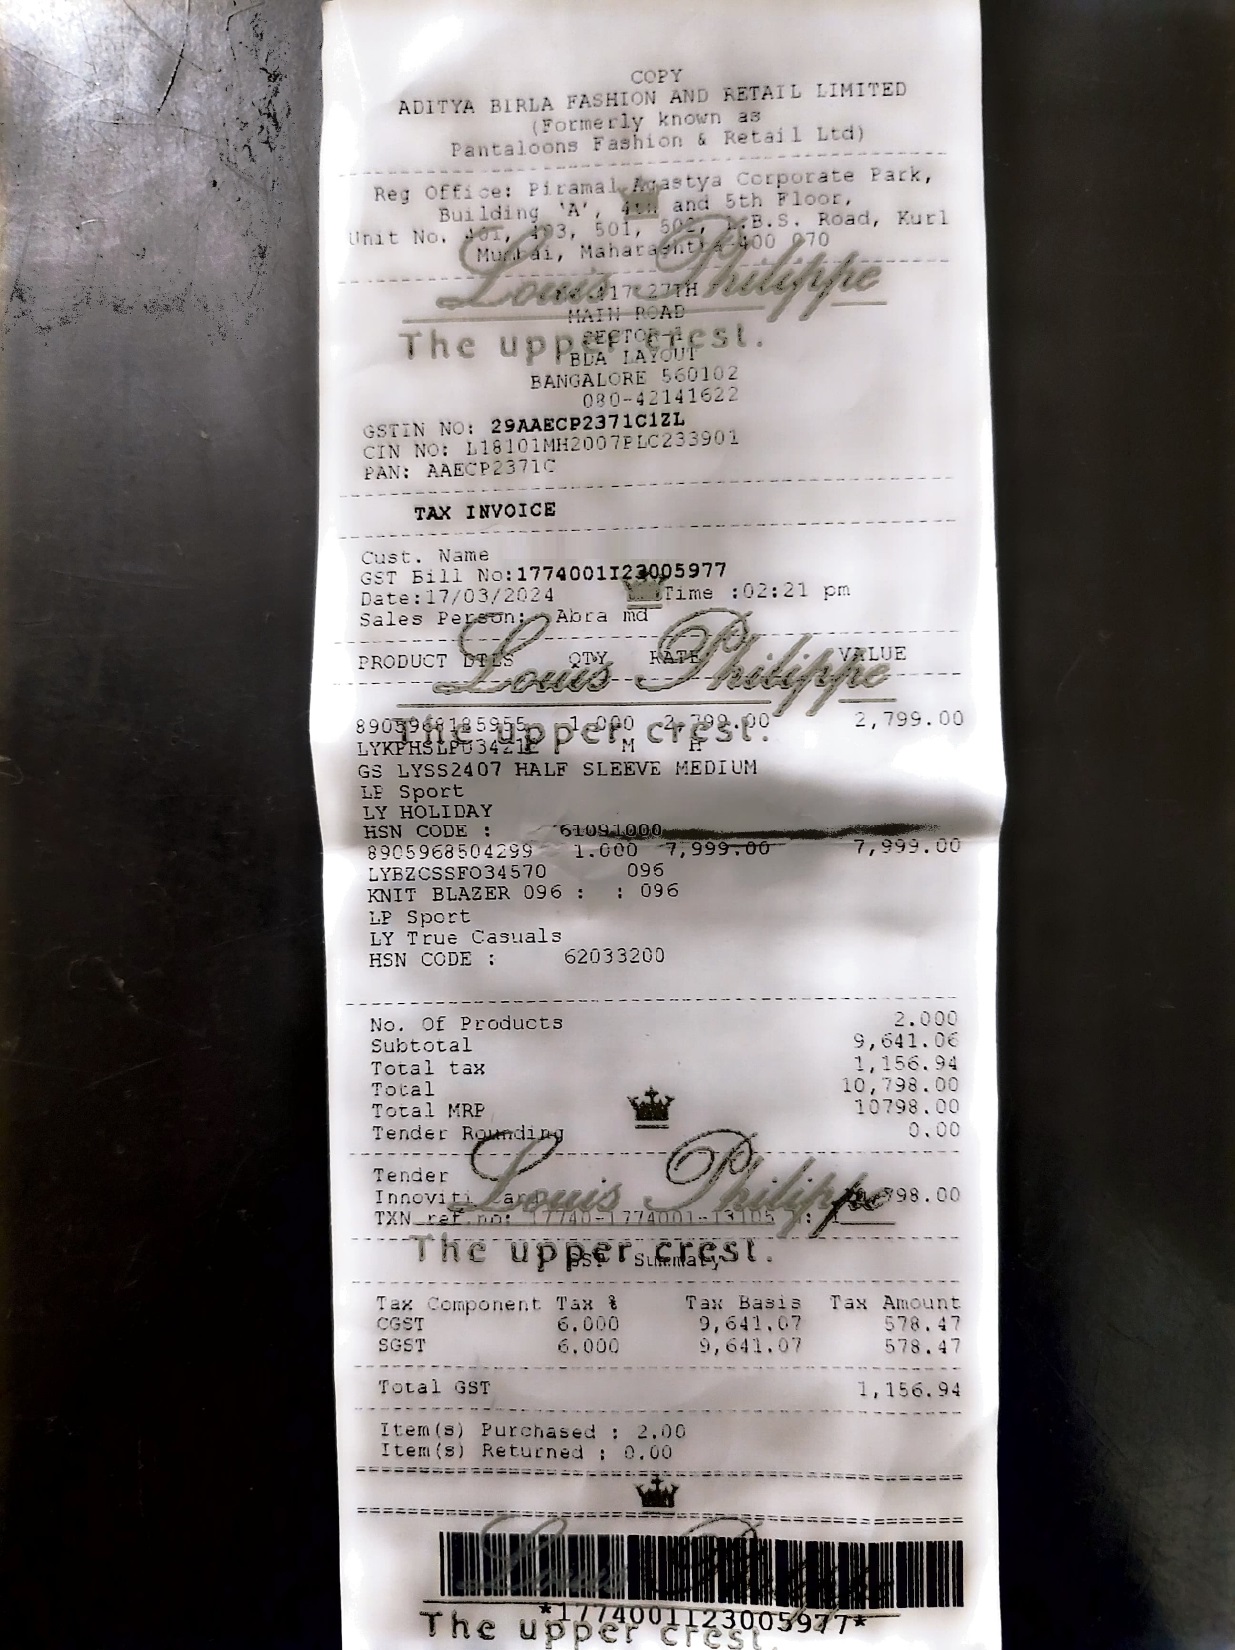 COPY
ADITYA BIRLA FASHION AND RETAIL LIMITED
(Formerly known as
Pantaloons Fashion & Retail Ltd)
Reg Office: Piramal Agastya Corporate Park,
Building 'A', 4th and 5th Floor,
Unit No. 401, 403, 501, 502, L.B.S. Road, Kurl
Mumbai, Maharashtra-400 070
Louis Philippe
17 27TH
MAIN ROAD
The upper crest.
BDA LAYOUT
BANGALORE 560102
080-42141622
GSTIN NO: 29AAECP2371C1ZL
CIN NO: L18101MH2007PLC233901
PAN: AAECP2371C
TAX INVOICE
Cust. Name
GST Bill No:1774001I23005977
Date:17/03/2024 Time :02:21 pm
Sales Person: Abra md
PRODUCT DTLS QTY RATE VALUE
Louis Philippe
8905968185955 1.000 2,799.00 2,799.00
The upper crest.
M H
GS LYSS2407 HALF SLEEVE MEDIUM
LP Sport
LY HOLIDAY
HSN CODE : 61091000
8905968504299 1.000 7,999.00 7,999.00
LYBZCSSFO34570 096
KNIT BLAZER 096 : : 096
LP Sport
LY True Casuals
HSN CODE : 62033200
No. Of Products 2.000
Subtotal 9,641.06
Total tax 1,156.94
Total 10,798.00
Total MRP 10798.00
Tender Rounding 0.00
Tender
Innoviti 798.00
Louis Philippe
TXN ref.no: 17740-1774001-13105 :
The upper crest.
GST Summary
Tax Component Tax % Tax Basis Tax Amount
CGST 6.000 9,641.07 578.47
SGST 6.000 9,641.07 578.47
Total GST 1,156.94
Item(s) Purchased : 2.00
Item(s) Returned : 0.00
Louis Philippe
*1774001I23005977*
The upper crest.